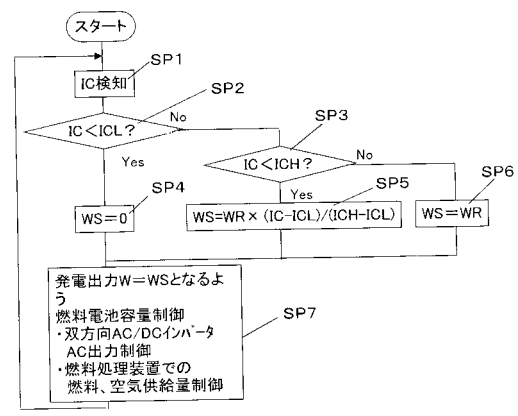 スタート
SP1
IC検知
SP2
IC<ICL?
No
SP3
Yes
IC<ICH?
No
SP4
Yes
SP5
SP6
WS=0
WS=WR×(IC-ICL)/(ICH-ICL)
WS=WR
発電出力W=WSとなるよ
う
燃料電池容量制御
・双方向AC/DCインバータ
AC出力制御
・燃料処理装置での
燃料、空気供給量制御
SP7